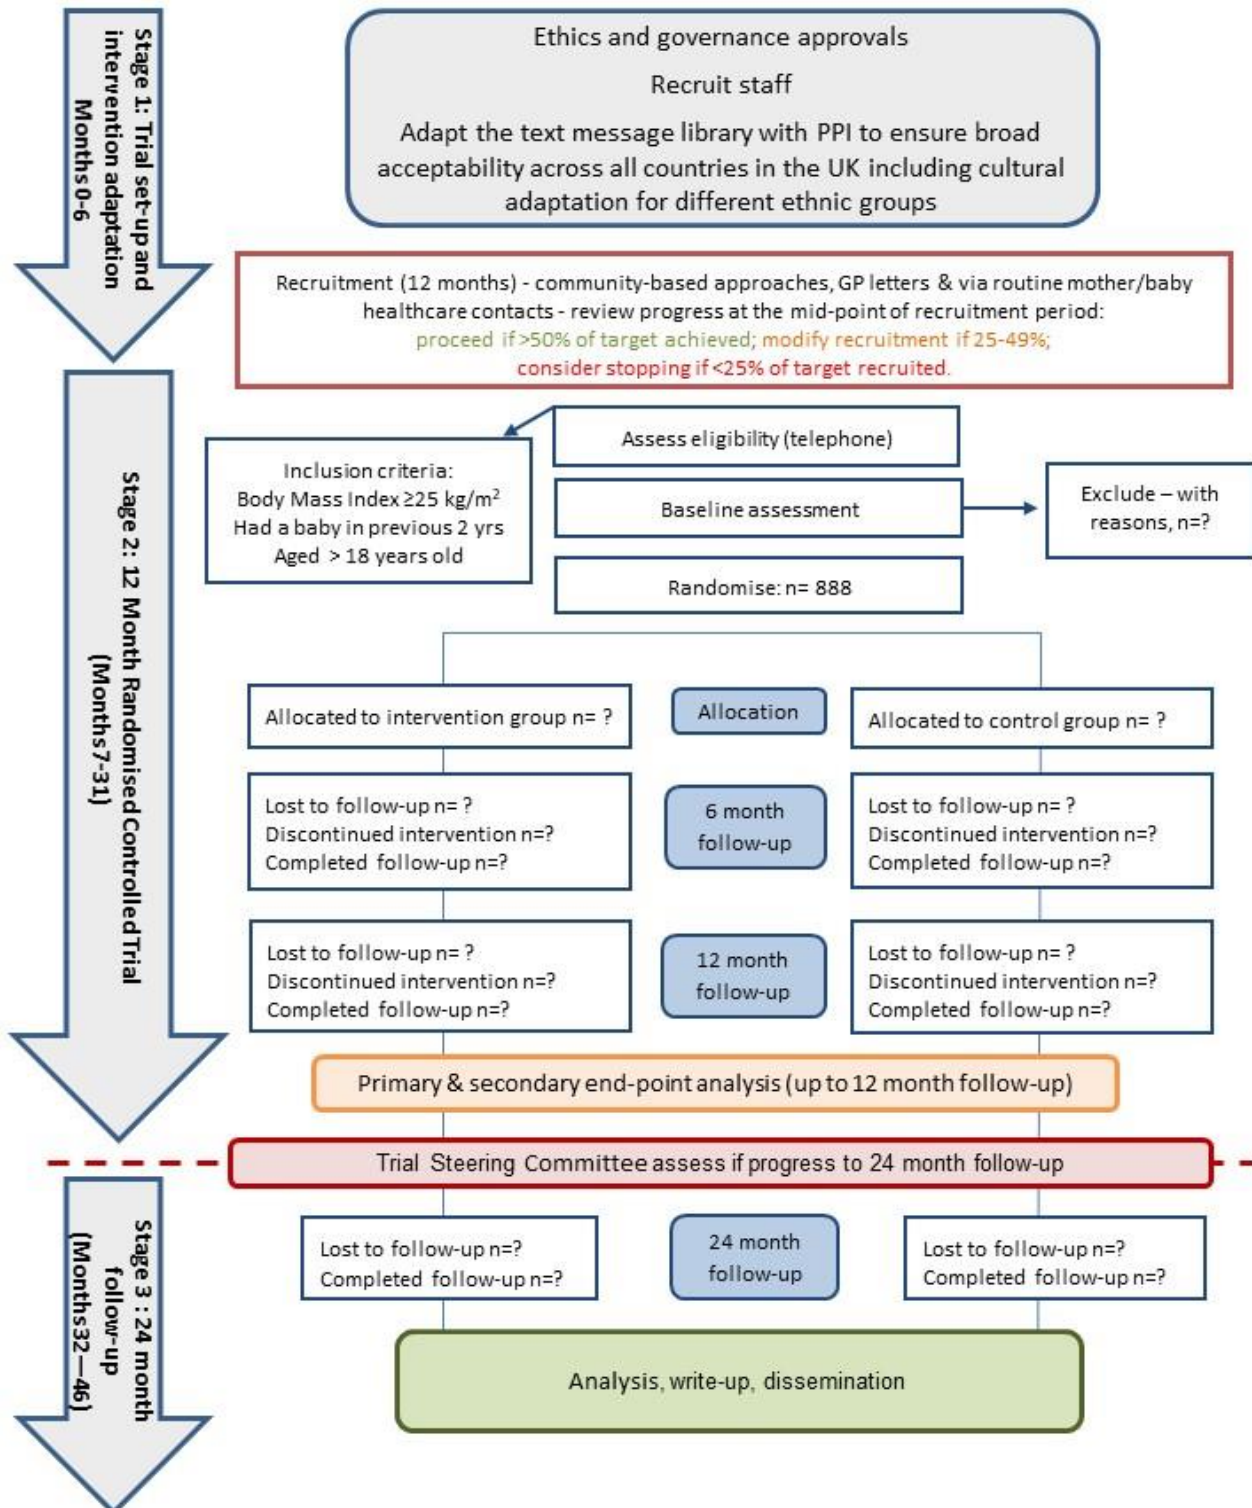 Stage 1: Trial set-up and
intervention adaptation
Months 0-6
Ethics and governance approvals
Recruit staff
Adapt the text message library with PPI to ensure broad
acceptability across all countries in the UK including cultural
adaptation for different ethnic groups
Recruitment (12 months) - community-based approaches, GP letters & via routine mother/baby
healthcare contacts - review progress at the mid-point of recruitment period:
proceed if >50% of target achieved; modify recruitment if 25-49%;
consider stopping if <25% of target recruited.
Stage 2: 12 Month Randomised Controlled Trial
(Months 7-31)
Assess eligibility (telephone)
Inclusion criteria:
Body Mass Index ≥25 kg/m²
Had a baby in previous 2 yrs
Aged > 18 years old
Baseline assessment
Exclude – with
reasons, n=?
Randomise: n= 888
Allocated to intervention group n= ?
Allocation
Allocated to control group n= ?
Lost to follow-up n= ?
Discontinued intervention n=?
Completed follow-up n=?
6 month
follow-up
Lost to follow-up n= ?
Discontinued intervention n=?
Completed follow-up n=?
Lost to follow-up n= ?
Discontinued intervention n=?
Completed follow-up n=?
12 month
follow-up
Lost to follow-up n= ?
Discontinued intervention n=?
Completed follow-up n=?
Primary & secondary end-point analysis (up to 12 month follow-up)
Trial Steering Committee assess if progress to 24 month follow-up
Stage 3 : 24 month
follow-up
(Months 32—46)
Lost to follow-up n=?
Completed follow-up n=?
24 month
follow-up
Lost to follow-up n=?
Completed follow-up n=?
Analysis, write-up, dissemination